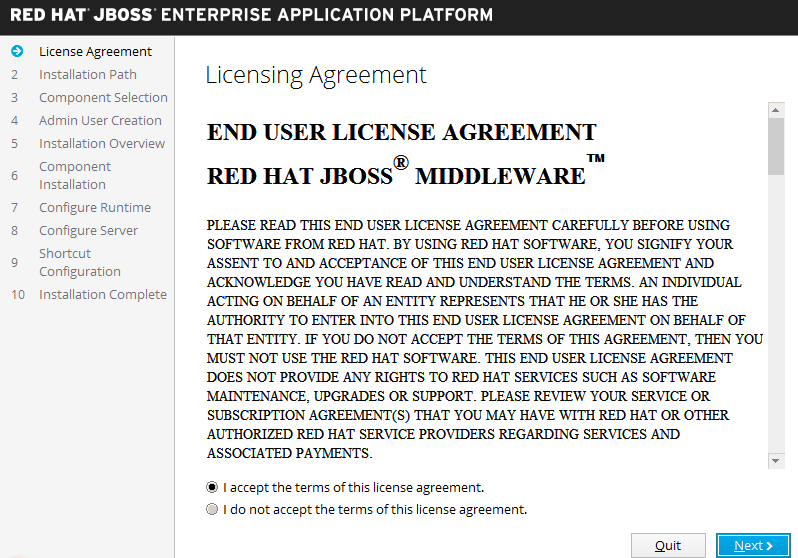 RED HAT® JBOSS® ENTERPRISE APPLICATION PLATFORM
License Agreement
2 Installation Path
3 Component Selection
4 Admin User Creation
5 Installation Overview
6 Component
Installation
7 Configure Runtime
8 Configure Server
9 Shortcut
Configuration
10 Installation Complete
Licensing Agreement
END USER LICENSE AGREEMENT
RED HAT JBOSS® MIDDLEWARE™
PLEASE READ THIS END USER LICENSE AGREEMENT CAREFULLY BEFORE USING
SOFTWARE FROM RED HAT. BY USING RED HAT SOFTWARE, YOU SIGNIFY YOUR
ASSENT TO AND ACCEPTANCE OF THIS END USER LICENSE AGREEMENT AND
ACKNOWLEDGE YOU HAVE READ AND UNDERSTAND THE TERMS. AN INDIVIDUAL
ACTING ON BEHALF OF AN ENTITY REPRESENTS THAT HE OR SHE HAS THE
AUTHORITY TO ENTER INTO THIS END USER LICENSE AGREEMENT ON BEHALF OF
THAT ENTITY. IF YOU DO NOT ACCEPT THE TERMS OF THIS AGREEMENT, THEN YOU
MUST NOT USE THE RED HAT SOFTWARE. THIS END USER LICENSE AGREEMENT
DOES NOT PROVIDE ANY RIGHTS TO RED HAT SERVICES SUCH AS SOFTWARE
MAINTENANCE, UPGRADES OR SUPPORT. PLEASE REVIEW YOUR SERVICE OR
SUBSCRIPTION AGREEMENT(S) THAT YOU MAY HAVE WITH RED HAT OR OTHER
AUTHORIZED RED HAT SERVICE PROVIDERS REGARDING SERVICES AND
ASSOCIATED PAYMENTS.
I accept the terms of this license agreement.
I do not accept the terms of this license agreement.
Quit
Next